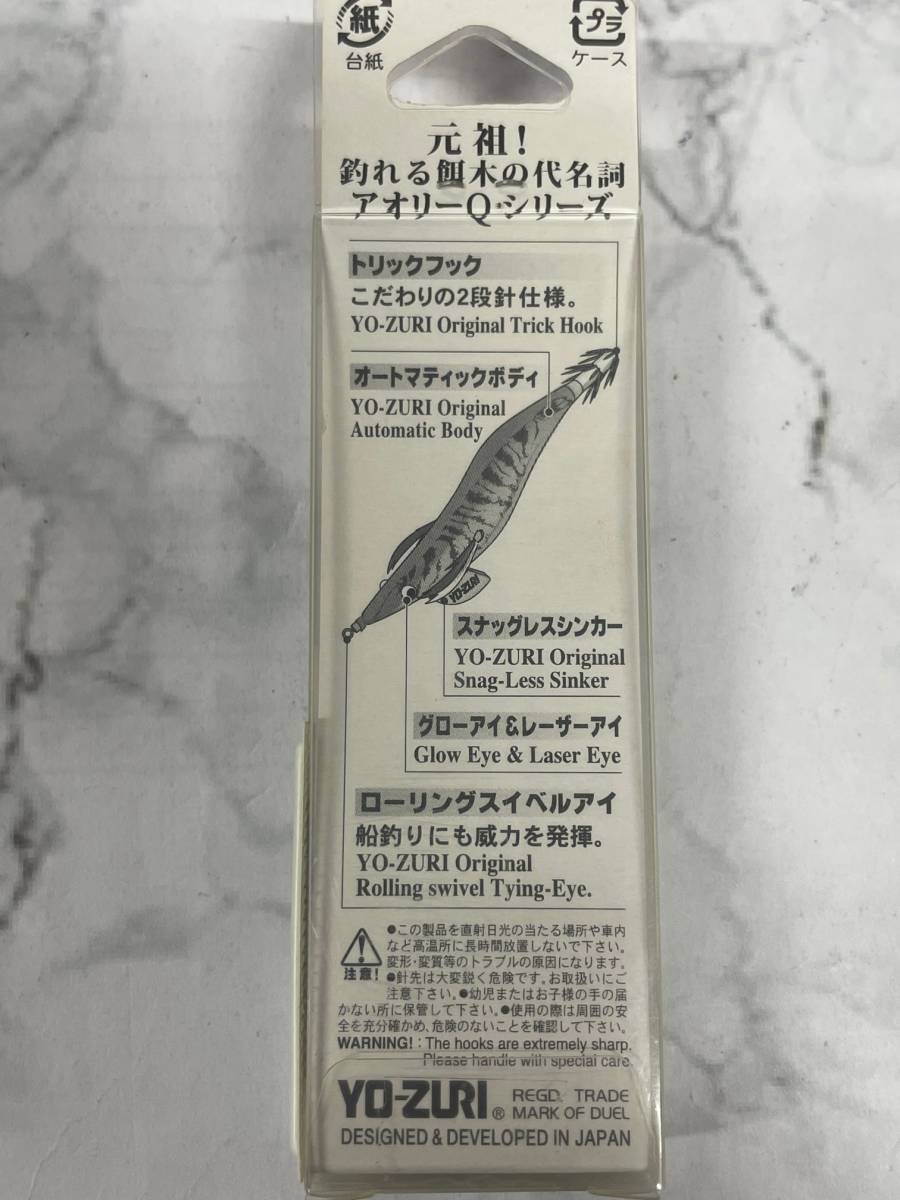 紙
台紙
プラ
ケース
元祖！
釣れる餌木の代名詞
アオリーQ・シリーズ
トリックフック
こだわりの2段針仕様。
YO-ZURI Original Trick Hook
オートマティックボディ
YO-ZURI Original
Automatic Body
YO-ZURI
スナッグレスシンカー
YO-ZURI Original
Snag-Less Sinker
グローアイ&レーザーアイ
Glow Eye & Laser Eye
ローリングスイベルアイ
船釣りにも威力を発揮。
YO-ZURI Original
Rolling swivel Tying-Eye.
注意!
●この製品を直射日光の当たる場所や車内
など高温所に長時間放置しないで下さい。
変形・変質等のトラブルの原因になります。
●針先は大変鋭く危険です。お取扱いにご
注意下さい。●幼児またはお子様の手の届
かない所に保管して下さい。●使用の際は周囲の安
全を充分確かめ、危険のないことを確認して下さい。
WARNING! : The hooks are extremely sharp.
Please handle with special care.
YO-ZURI ® REGD. TRADE
MARK OF DUEL
DESIGNED & DEVELOPED IN JAPAN